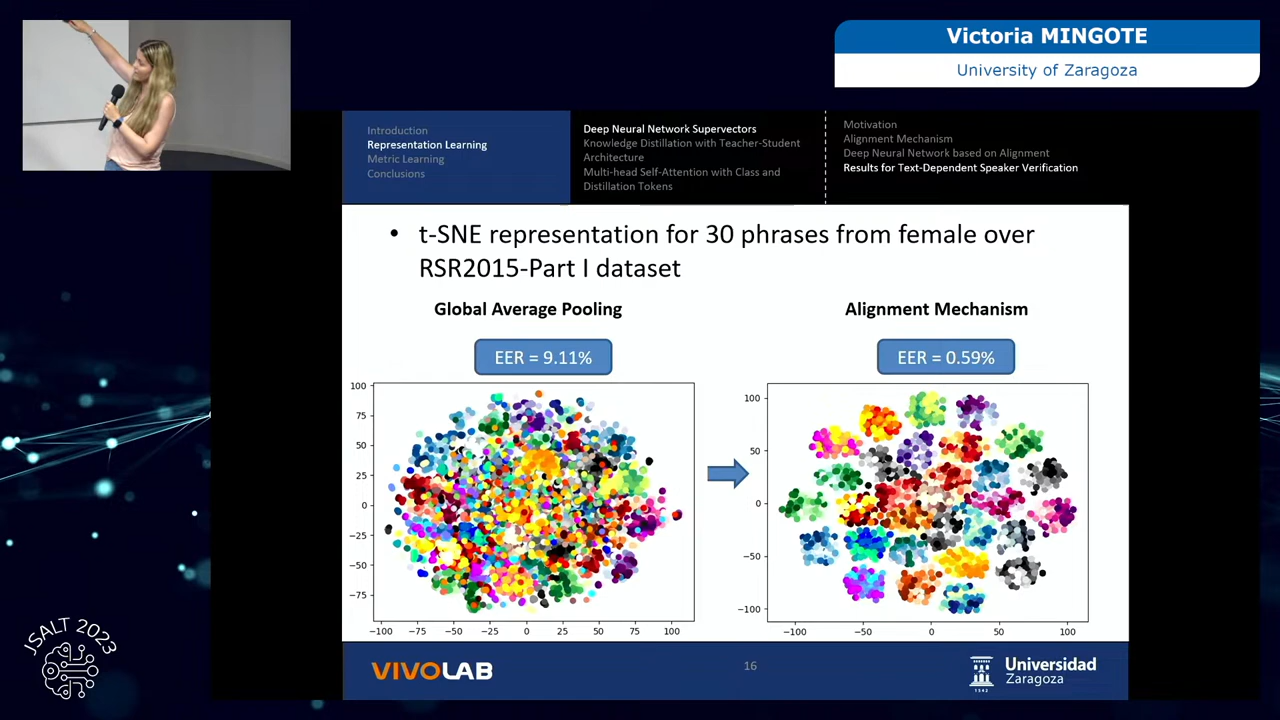 Victoria MINGOTE
University of Zaragoza
Introduction
Representation Learning
Metric Learning
Conclusions
Deep Neural Network Supervectors
Knowledge Distillation with Teacher-Student
Architecture
Multi-head Self-Attention with Class and
Distillation Tokens
Motivation
Alignment Mechanism
Deep Neural Network based on Alignment
Results for Text-Dependent Speaker Verification
• t-SNE representation for 30 phrases from female over
RSR2015-Part I dataset
Global Average Pooling
EER = 9.11%
100
75
50
25
0
−25
−50
−75
−100 −75 −50 −25 0 25 50 75 100
Alignment Mechanism
EER = 0.59%
100
50
0
−50
−100
−100 −50 0 50 100
JSALT 2023
VIVOLAB
16
1542
Universidad
Zaragoza